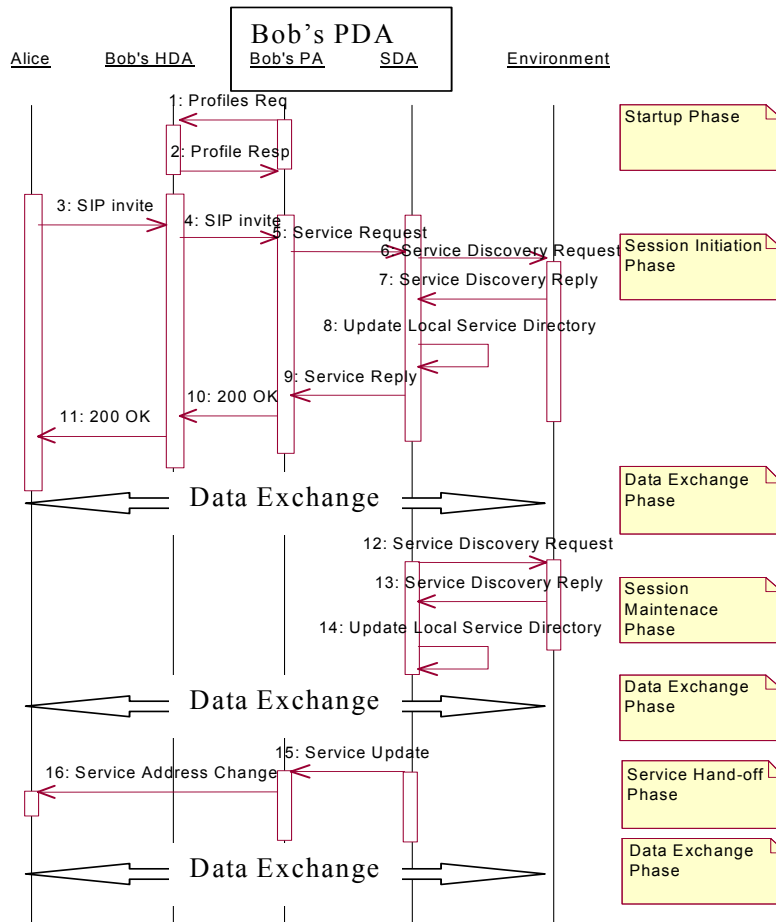 Bob's PDA
Alice
Bob's HDA
Bob's PA
SDA
Environment
1: Profiles Req
Startup Phase
2: Profile Resp
3: SIP invite
4: SIP invite
5: Service Request
6: Service Discovery Request
Session Initiation
Phase
7: Service Discovery Reply
8: Update Local Service Directory
9: Service Reply
10: 200 OK
11: 200 OK
Data Exchange
Data Exchange
Phase
12: Service Discovery Request
13: Service Discovery Reply
Session
Maintenace
Phase
14: Update Local Service Directory
Data Exchange
Data Exchange
Phase
15: Service Update
16: Service Address Change
Service Hand-off
Phase
Data Exchange
Data Exchange
Phase